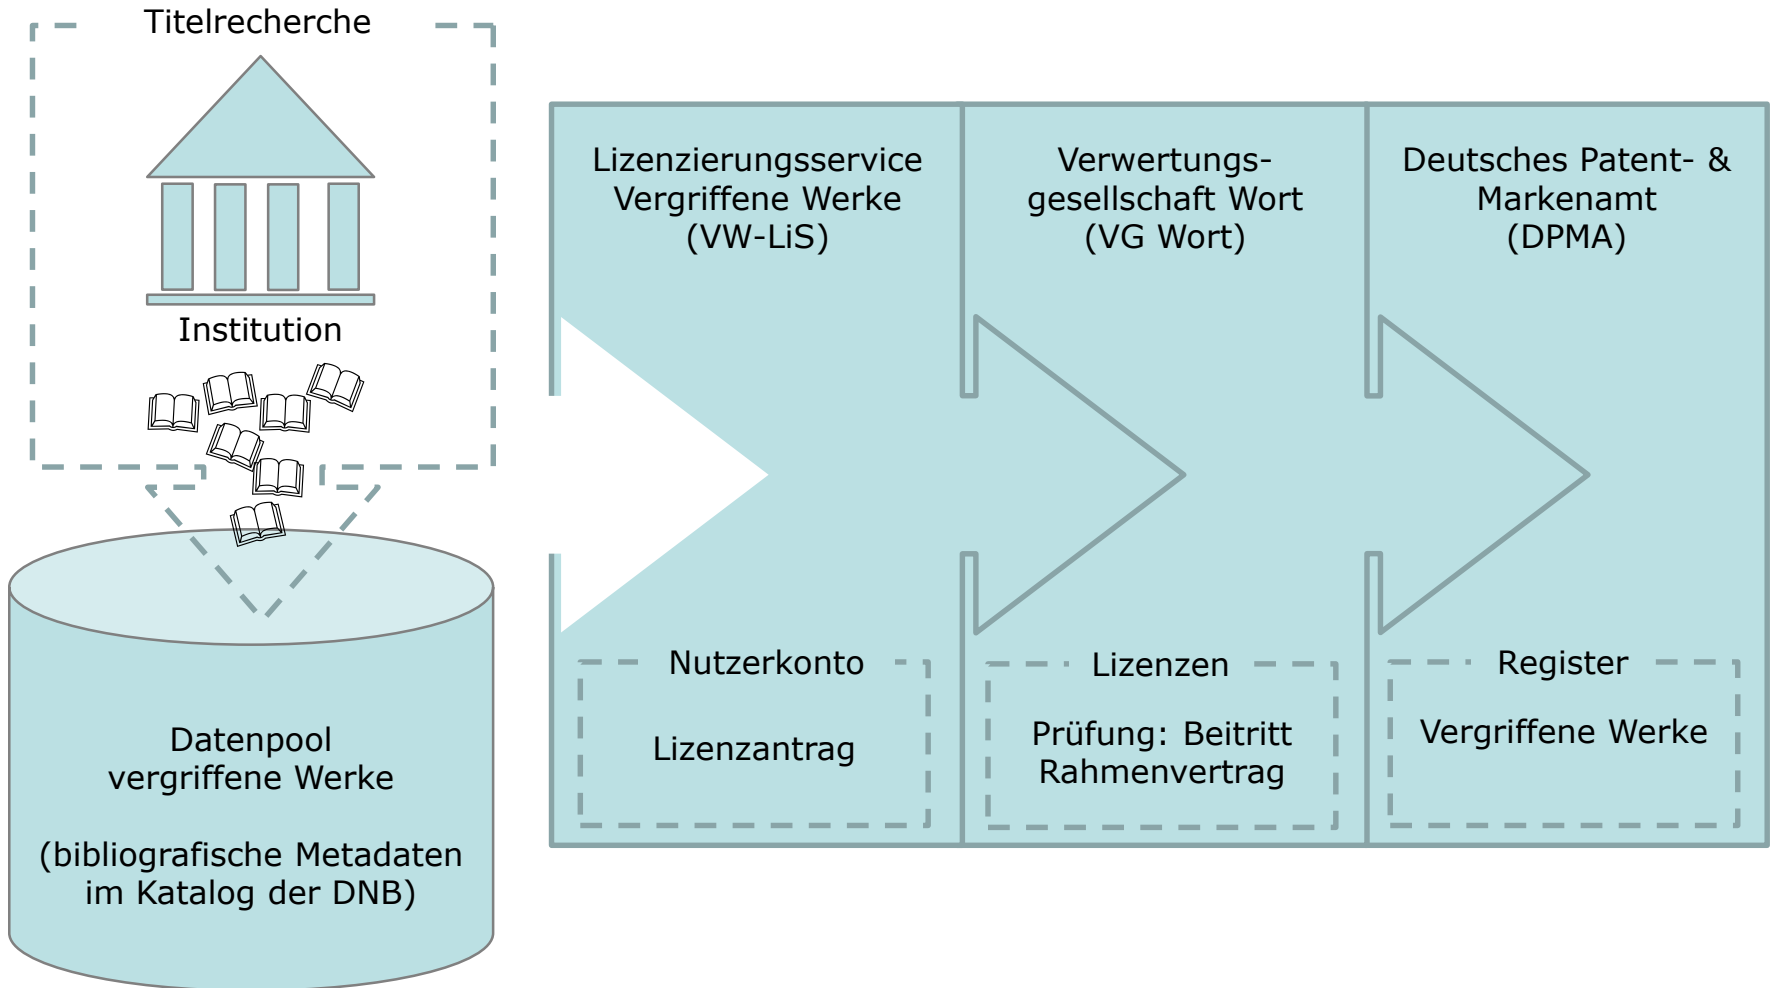 Titelrecherche
Institution
Datenpool
vergriffene Werke
(bibliografische Metadaten
im Katalog der DNB)
Lizenzierungsservice
Vergriffene Werke
(VW-LiS)
Nutzerkonto
Lizenzantrag
Verwertungs-
gesellschaft Wort
(VG Wort)
Lizenzen
Prüfung: Beitritt
Rahmenvertrag
Deutsches Patent- &
Markenamt
(DPMA)
Register
Vergriffene Werke